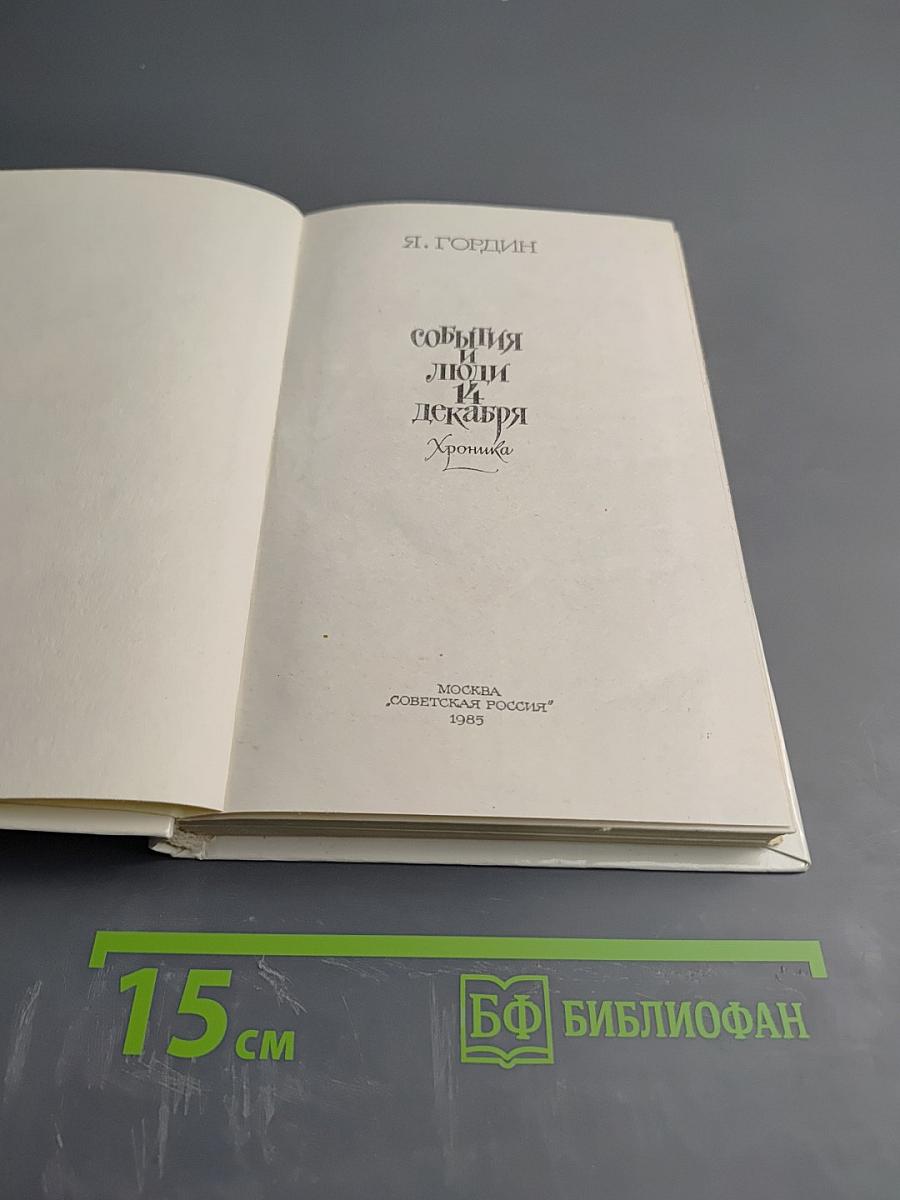 Я. ГОРДИН
СОБЫТИЯ
И
ЛЮДИ
14
ДЕКАБРЯ
Хроника
МОСКВА
„СОВЕТСКАЯ РОССИЯ"
1985
15 см
БФ БИБЛИОФАН